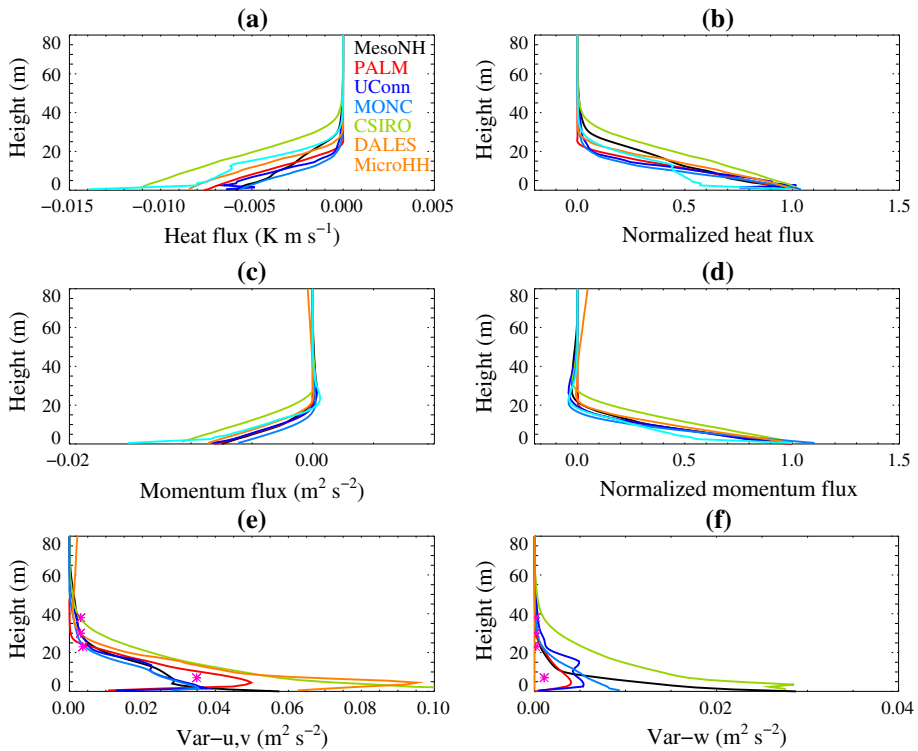 (a)
Height (m)
80
60
40
20
0
−0.015
−0.010
−0.005
0.000
0.005
Heat flux (K m s⁻¹)
MesoNH
PALM
UConn
MONC
CSIRO
DALES
MicroHH
(b)
Height (m)
80
60
40
20
0
0.0
0.5
1.0
1.5
Normalized heat flux
(c)
Height (m)
80
60
40
20
0
−0.02
0.00
Momentum flux (m² s⁻²)
(d)
Height (m)
80
60
40
20
0
0.0
0.5
1.0
1.5
Normalized momentum flux
(e)
Height (m)
80
60
40
20
0
0.00
0.02
0.04
0.06
0.08
0.10
Var−u,v (m² s⁻²)
(f)
Height (m)
80
60
40
20
0
0.00
0.02
0.04
Var−w (m² s⁻²)